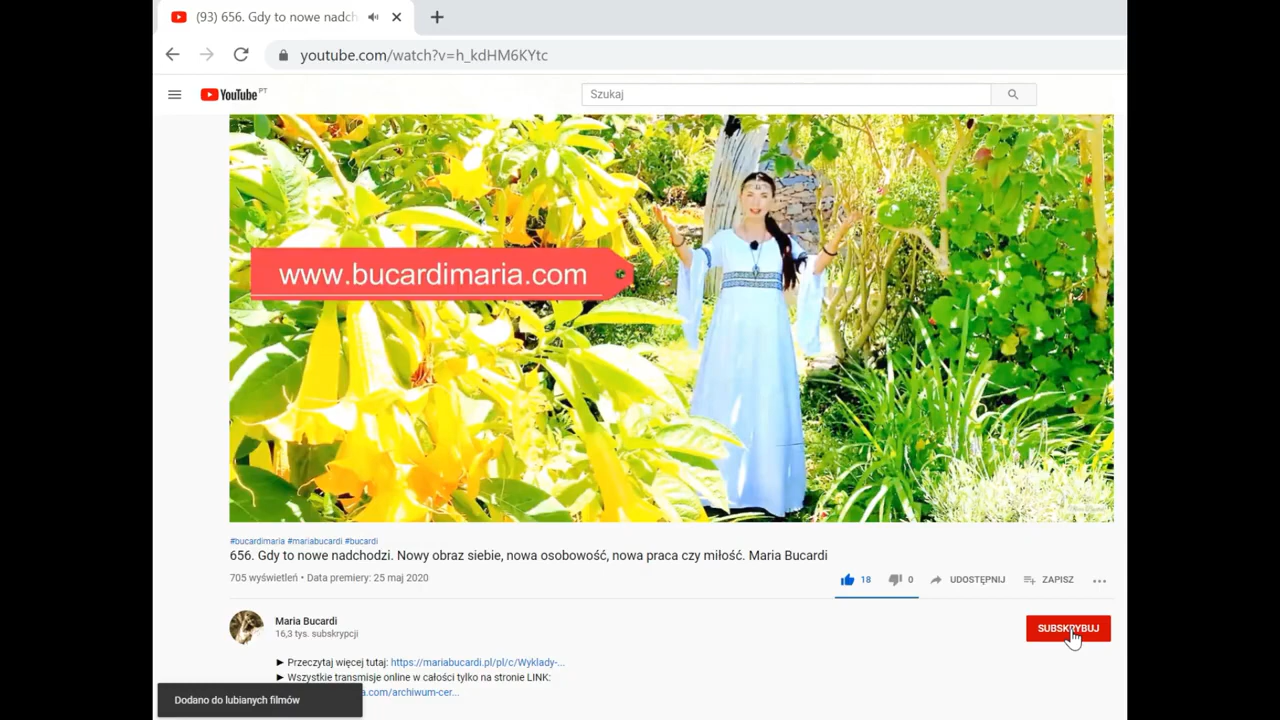 (93) 656. Gdy to nowe nadch
youtube.com/watch?v=h_kdHM6KYtc
YouTube PT
Szukaj
www.bucardimaria.com
#bucardimaria #mariabucardi #bucardi
656. Gdy to nowe nadchodzi. Nowy obraz siebie, nowa osobowość, nowa praca czy miłość. Maria Bucardi
705 wyświetleń • Data premiery: 25 maj 2020
18 0 UDOSTĘPNIJ ZAPISZ
Maria Bucardi
16,3 tys. subskrypcji
SUBSKRYBUJ
► Przeczytaj więcej tutaj: https://mariabucardi.pl/pl/c/Wyklady-...
► Wszystkie transmisje online w całości tylko na stronie LINK:
a.com/archiwum-cer...
Dodano do lubianych filmów